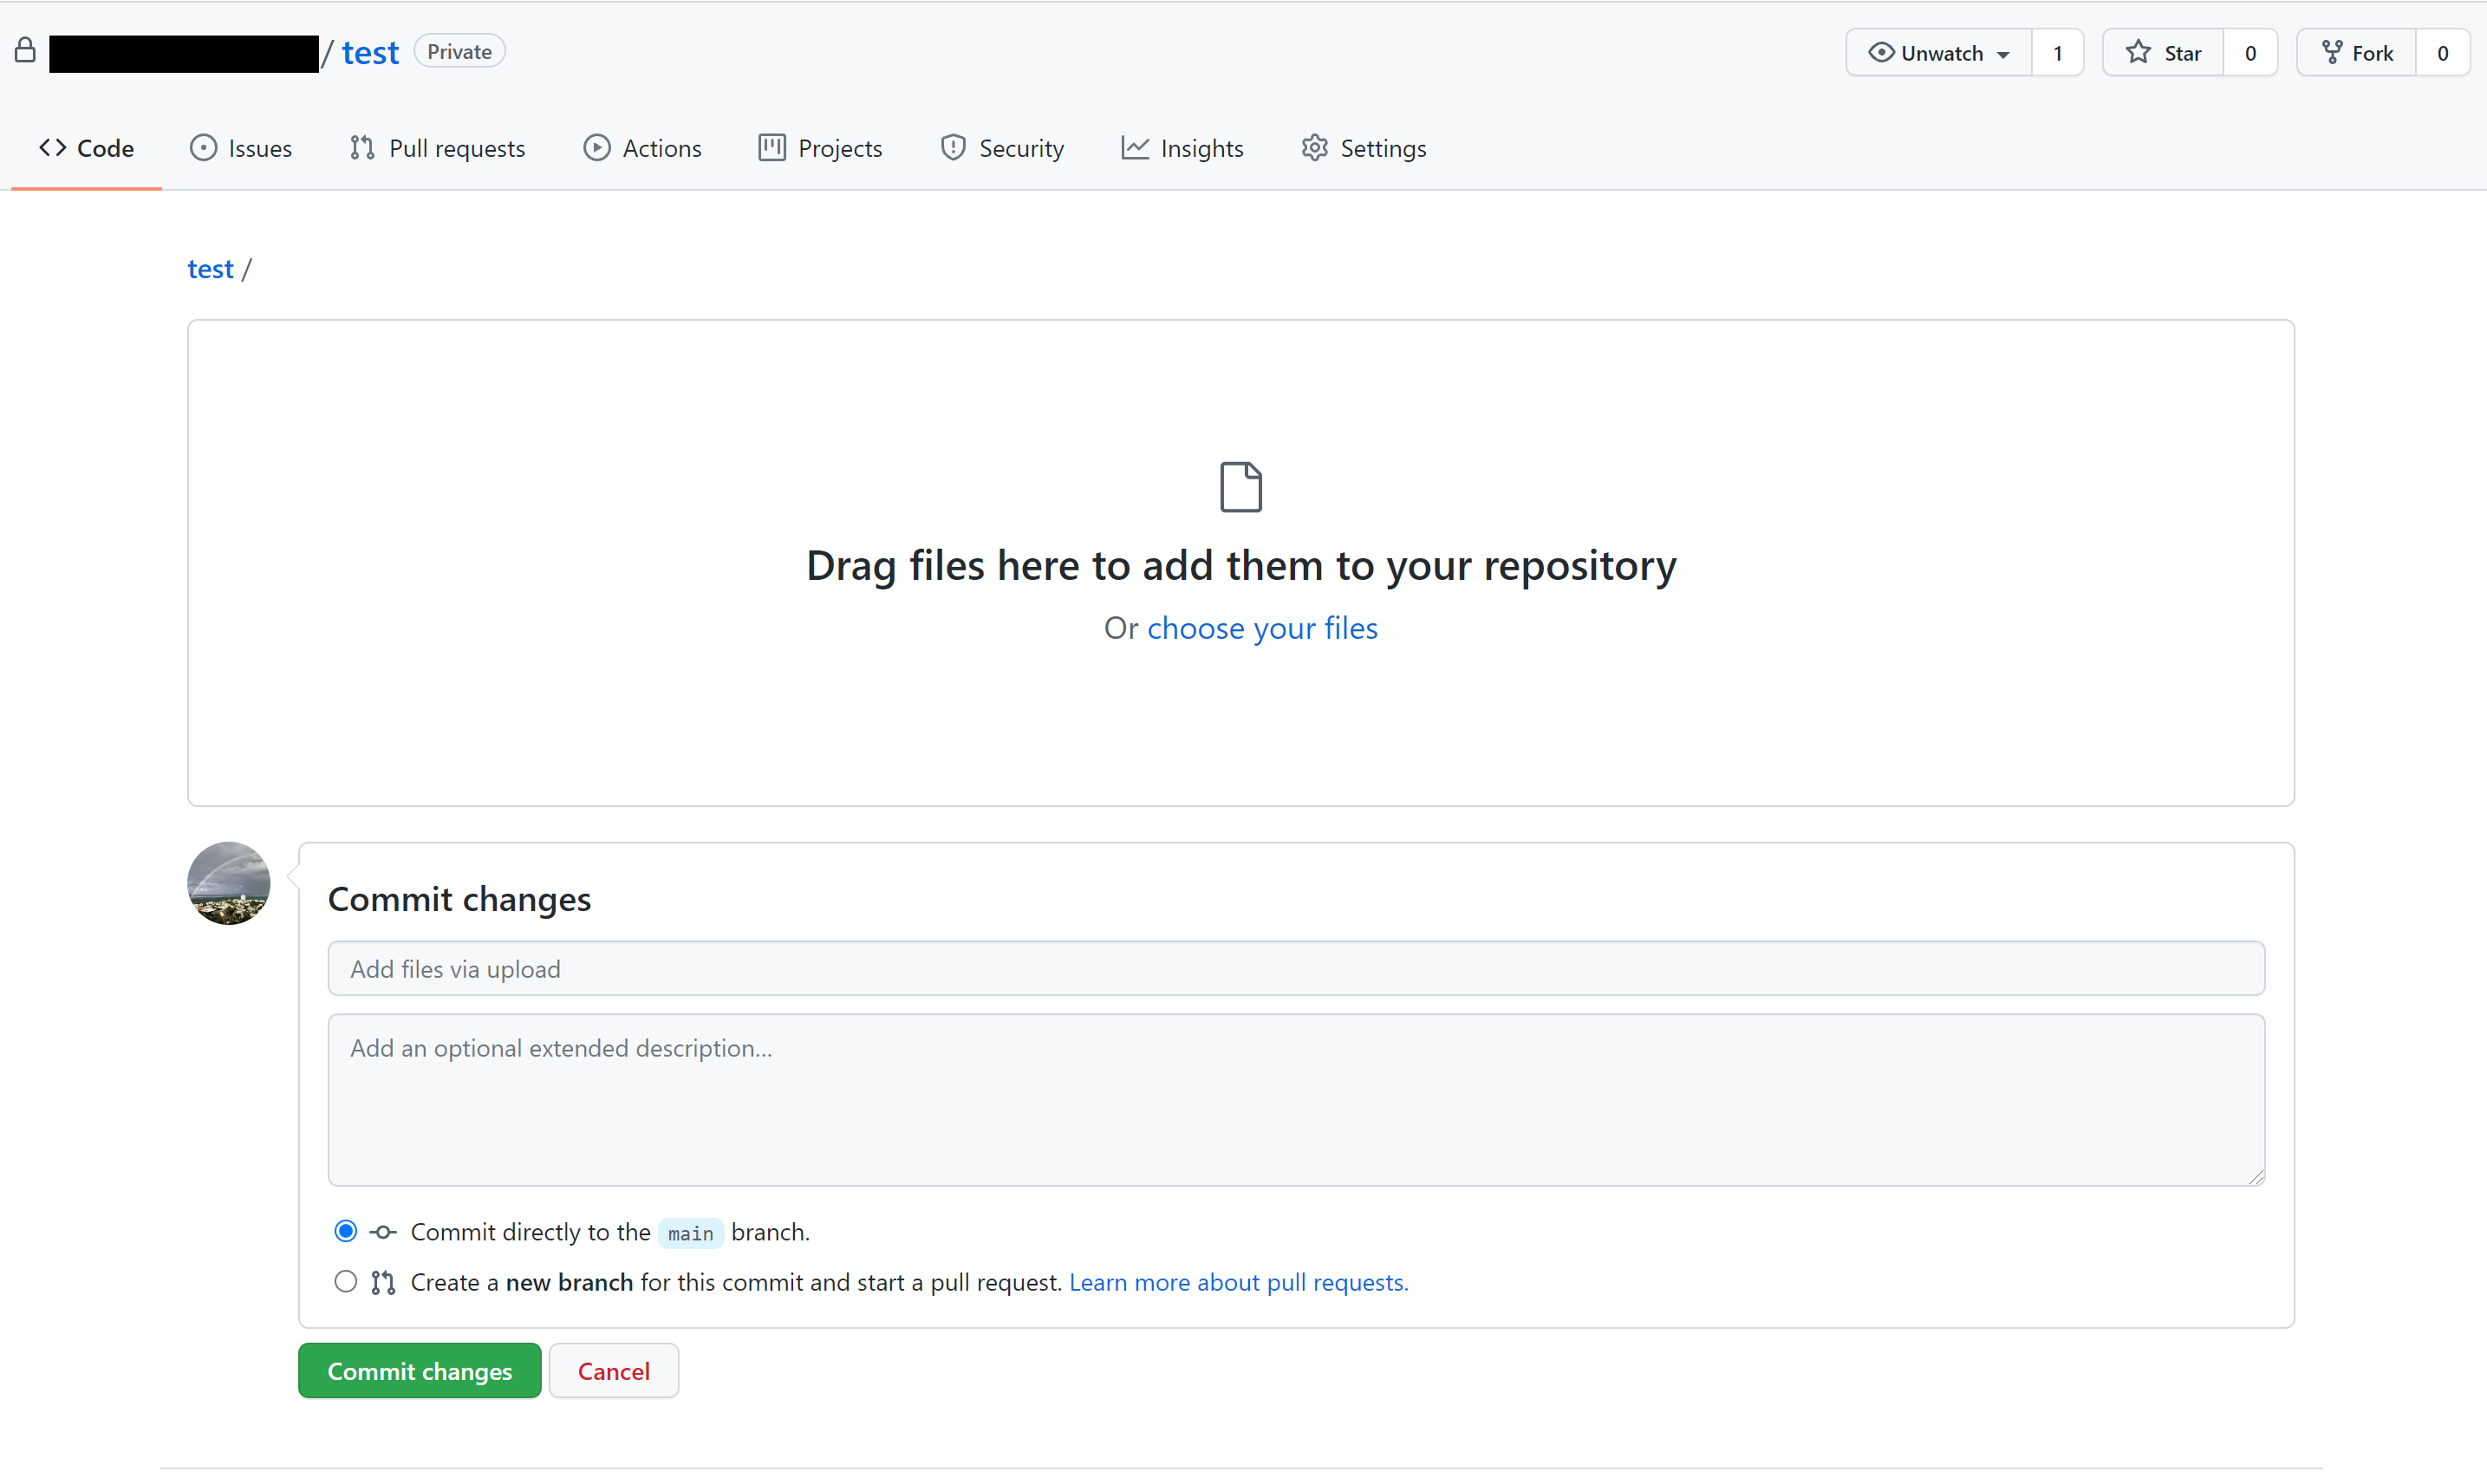 / test Private Unwatch 1 Star 0 Fork 0
Code Issues Pull requests Actions Projects Security Insights Settings
test /
Drag files here to add them to your repository
Or choose your files
Commit changes
Add files via upload
Add an optional extended description...
Commit directly to the main branch.
Create a new branch for this commit and start a pull request. Learn more about pull requests.
Commit changes Cancel